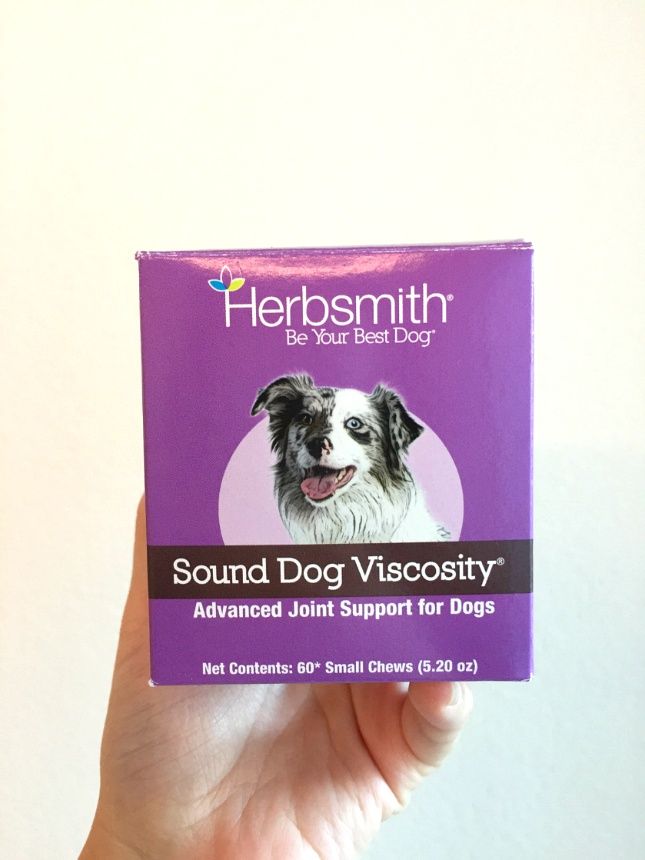 Herbsmith®
Be Your Best Dog®
Sound Dog Viscosity®
Advanced Joint Support for Dogs
Net Contents: 60* Small Chews (5.20 oz)